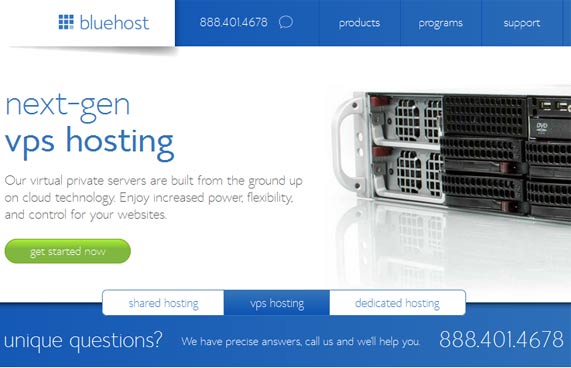 bluehost
888.401.4678
products
programs
support
next-gen
vps hosting
Our virtual private servers are built from the ground up
on cloud technology. Enjoy increased power, flexibility,
and control for your websites.
get started now
DVD
shared hosting
vps hosting
dedicated hosting
unique questions?
We have precise answers, call us and we'll help you.
888.401.4678